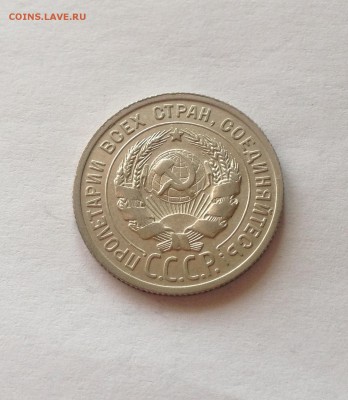 COINS.LAVE.RU
ПРОЛЕТАРИИ ВСЕХ СТРАН, СОЕДИНЯЙТЕСЬ!
С.С.С.Р.